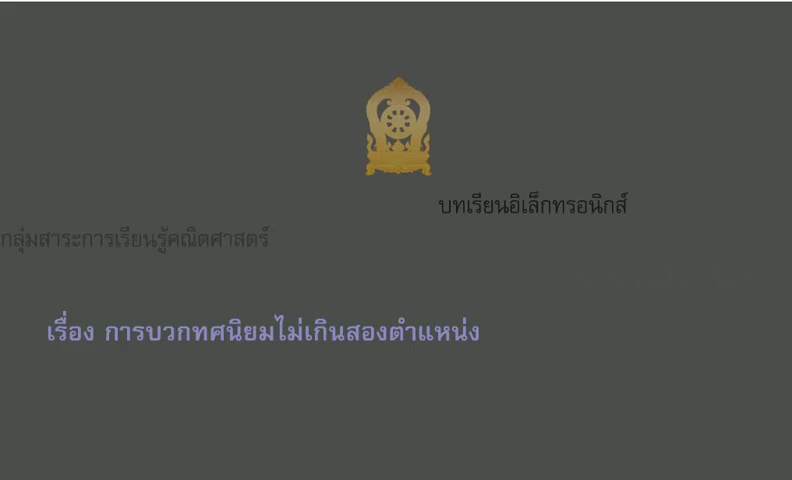 บทเรียนอิเล็กทรอนิกส์
กลุ่มสาระการเรียนรู้คณิตศาสตร์
เรื่อง การบวกทศนิยมไม่เกินสองตำแหน่ง